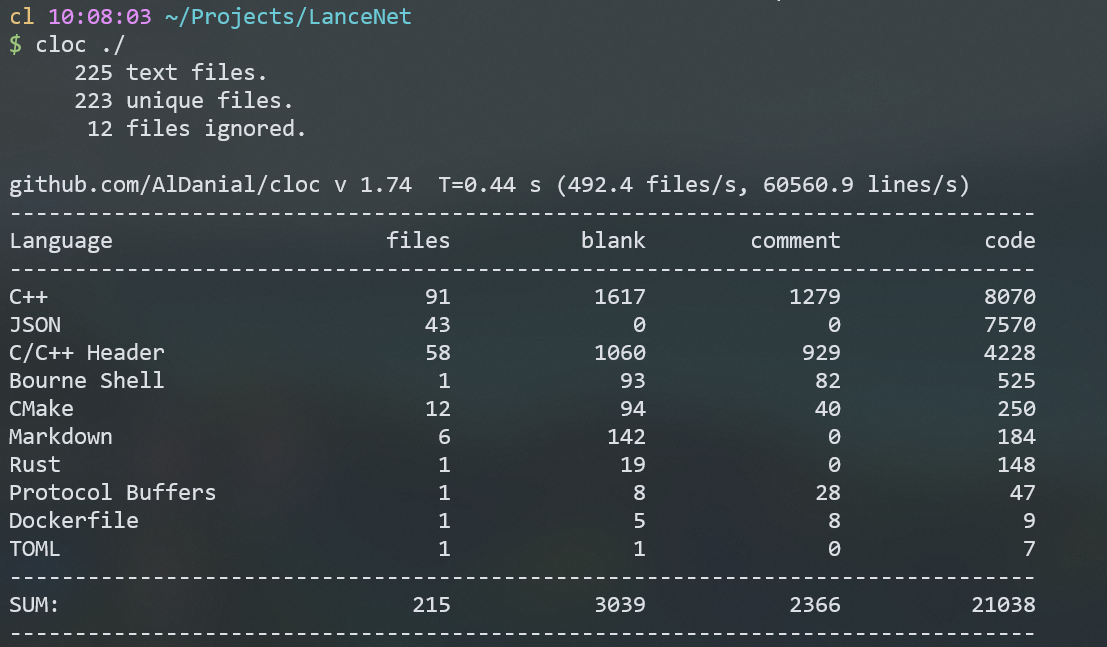 cl 10:08:03 ~/Projects/LanceNet
$ cloc ./
     225 text files.
     223 unique files.
      12 files ignored.

github.com/AlDanial/cloc v 1.74  T=0.44 s (492.4 files/s, 60560.9 lines/s)
-------------------------------------------------------------------------------
Language                     files          blank        comment           code
-------------------------------------------------------------------------------
C++                             91           1617           1279           8070
JSON                            43              0              0           7570
C/C++ Header                    58           1060            929           4228
Bourne Shell                     1             93             82            525
CMake                           12             94             40            250
Markdown                         6            142              0            184
Rust                             1             19              0            148
Protocol Buffers                 1              8             28             47
Dockerfile                       1              5              8              9
TOML                             1              1              0              7
-------------------------------------------------------------------------------
SUM:                           215           3039           2366          21038
-------------------------------------------------------------------------------